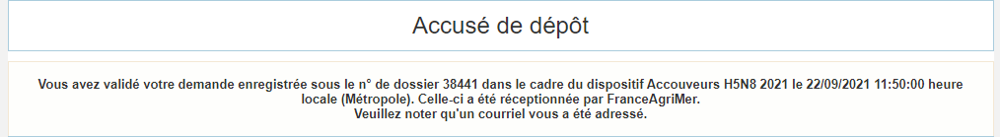 Accusé de dépôt
Vous avez validé votre demande enregistrée sous le n° de dossier 38441 dans le cadre du dispositif Accouveurs H5N8 2021 le 22/09/2021 11:50:00 heure
locale (Métropole). Celle-ci a été réceptionnée par FranceAgriMer.
Veuillez noter qu'un courriel vous a été adressé.